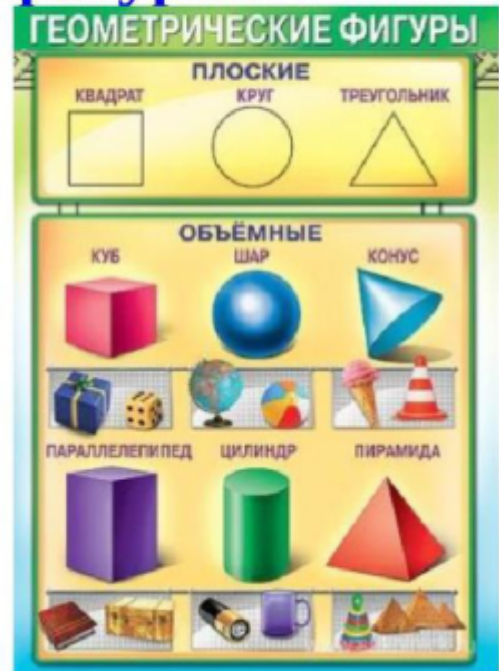 ГЕОМЕТРИЧЕСКИЕ ФИГУРЫ
ПЛОСКИЕ
КВАДРАТ КРУГ ТРЕУГОЛЬНИК
ОБЪЁМНЫЕ
КУБ ШАР КОНУС
ПАРАЛЛЕЛЕПИПЕД ЦИЛИНДР ПИРАМИДА